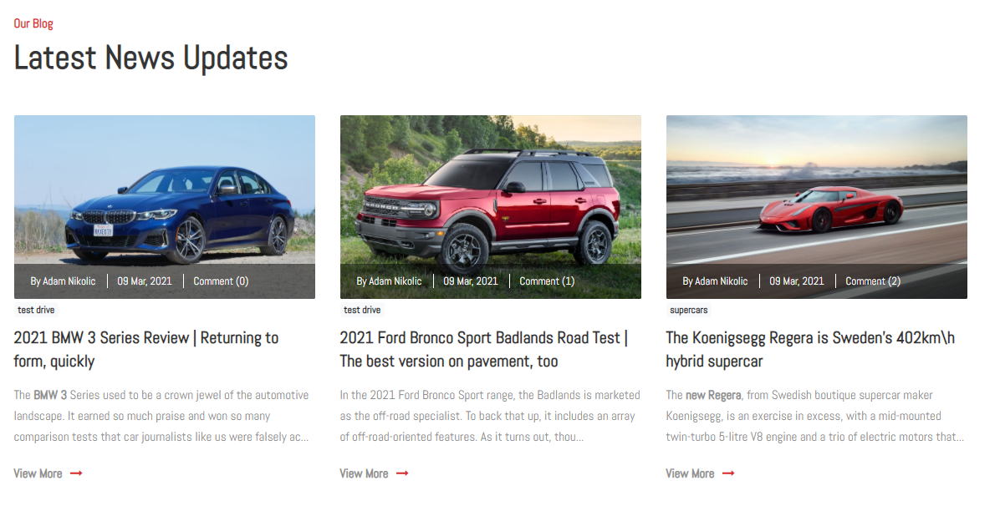 Our Blog
Latest News Updates
By Adam Nikolic | 09 Mar, 2021 | Comment (0)
test drive
2021 BMW 3 Series Review | Returning to
form, quickly
The BMW 3 Series used to be a crown jewel of the automotive
landscape. It earned so much praise and won so many
comparison tests that car journalists like us were falsely ac...
View More
BRONCO
By Adam Nikolic | 09 Mar, 2021 | Comment (1)
test drive
2021 Ford Bronco Sport Badlands Road Test |
The best version on pavement, too
In the 2021 Ford Bronco Sport range, the Badlands is marketed
as the off-road specialist. To back that up, it includes an array
of off-road-oriented features. As it turns out, thou...
View More
By Adam Nikolic | 09 Mar, 2021 | Comment (2)
supercars
The Koenigsegg Regera is Sweden's 402km\h
hybrid supercar
The new Regera, from Swedish boutique supercar maker
Koenigsegg, is an exercise in excess, with a mid-mounted
twin-turbo 5-litre V8 engine and a trio of electric motors that...
View More